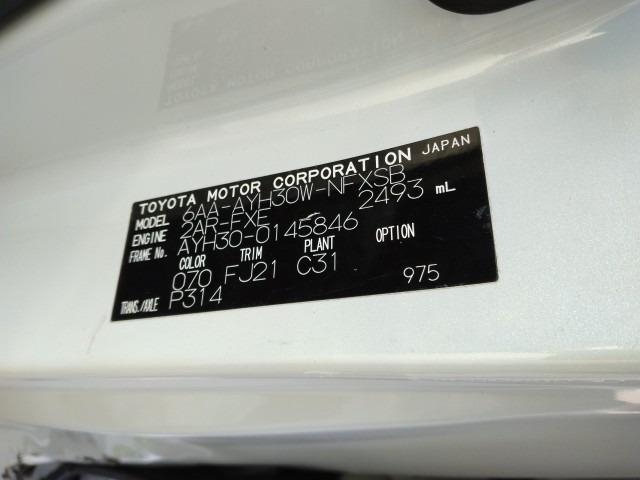 TOYOTA MOTOR CORPORATION JAPAN
MODEL 6AA-AYH30W-NFXSB
ENGINE 2AR-FXE 2493 mL
FRAME No. AYH30-0145846
COLOR TRIM PLANT OPTION
070 FJ21 C31 975
TRANS./AXLE P314